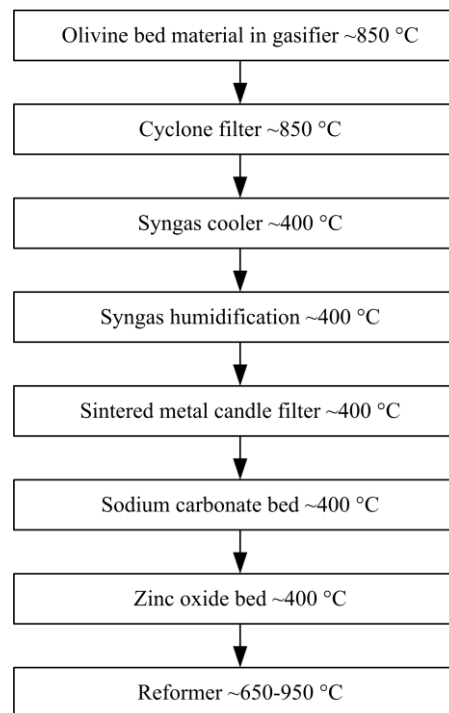 Olivine bed material in gasifier ~850 °C
Cyclone filter ~850 °C
Syngas cooler ~400 °C
Syngas humidification ~400 °C
Sintered metal candle filter ~400 °C
Sodium carbonate bed ~400 °C
Zinc oxide bed ~400 °C
Reformer ~650-950 °C